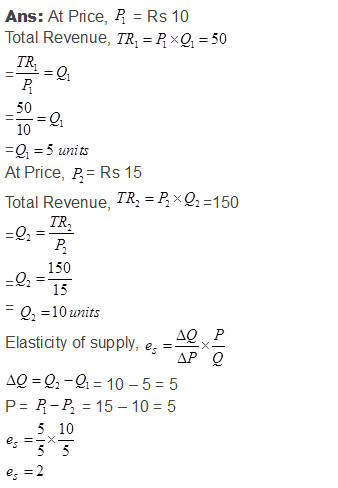 Ans: At Price, P₁ = Rs 10
Total Revenue, TR₁ = P₁ × Q₁ = 50
= TR₁/P₁ = Q₁
= 50/10 = Q₁
= Q₁ = 5 units
At Price, P₂ = Rs 15
Total Revenue, TR₂ = P₂ × Q₂ =150
= Q₂ = TR₂/P₂
= Q₂ = 150/15
= Q₂ = 10 units
Elasticity of supply, eₛ = ΔQ/ΔP × P/Q
ΔQ = Q₂ − Q₁ = 10 – 5 = 5
P = P₁ − P₂ = 15 – 10 = 5
eₛ = 5/5 × 10/5
eₛ = 2